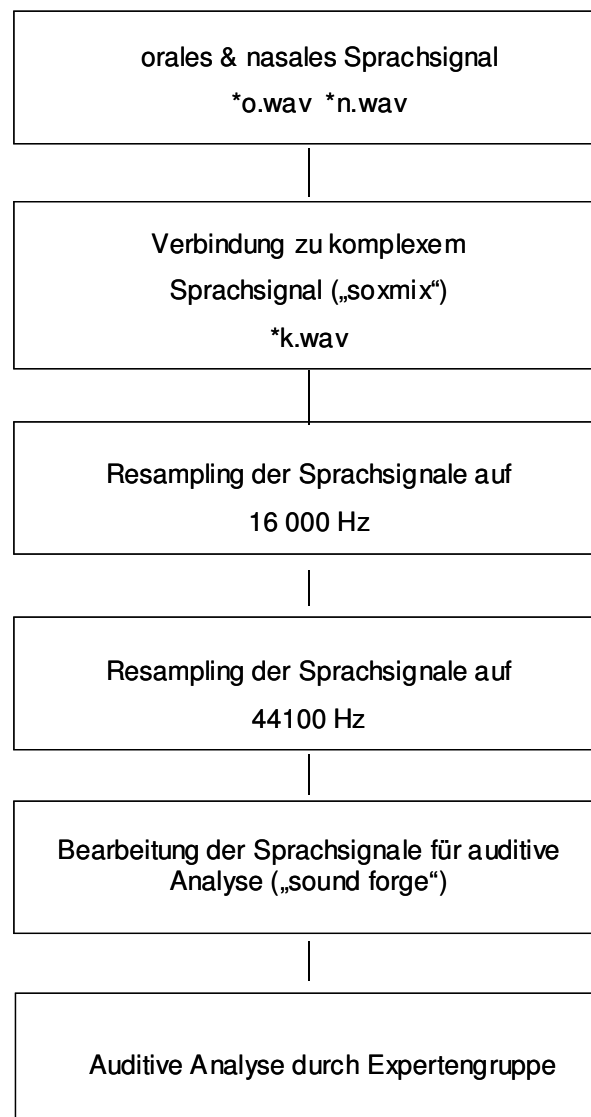 orales & nasales Sprachsignal
*o.wav *n.wav
Verbindung zu komplexem
Sprachsignal („soxmix“)
*k.wav
Resampling der Sprachsignale auf
16 000 Hz
Resampling der Sprachsignale auf
44100 Hz
Bearbeitung der Sprachsignale für auditive
Analyse („sound forge“)
Auditive Analyse durch Expertengruppe